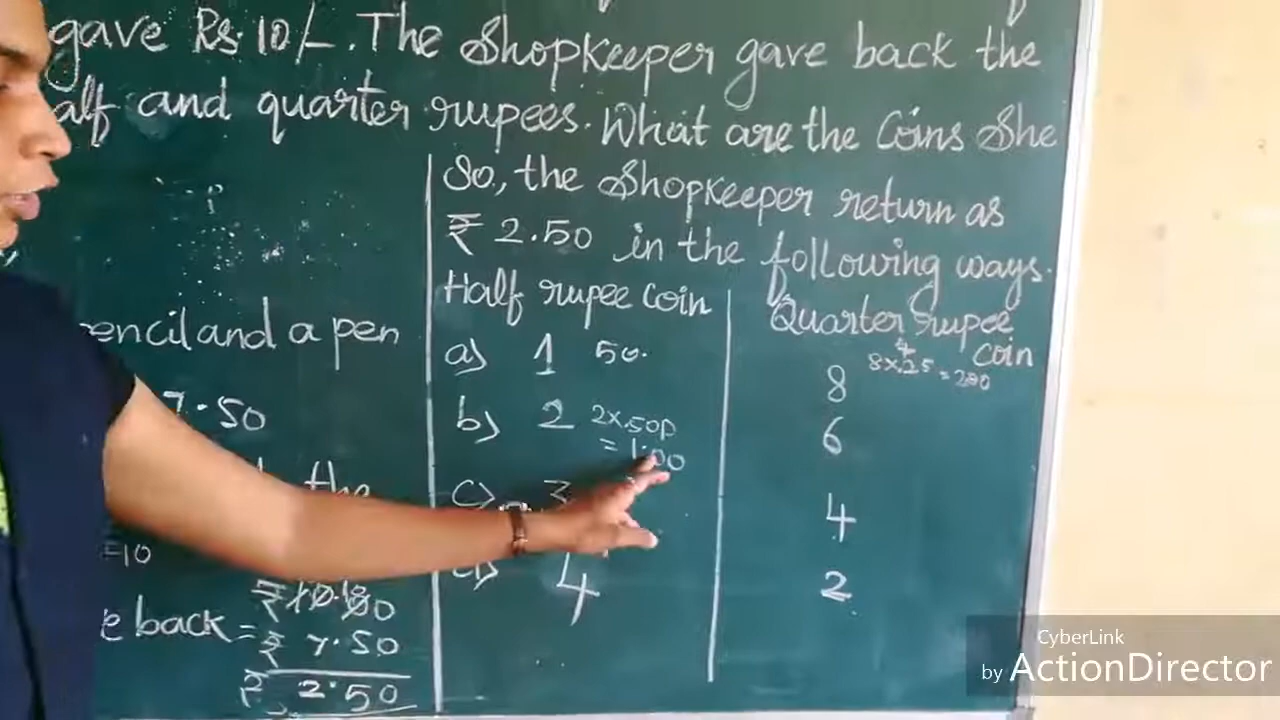 gave Rs. 10/-. The Shopkeeper gave back the
alf and quarter rupees. What are the Coins She
So, the Shopkeeper return as
₹ 2.50 in the following ways.
Half rupee coin
Quarter rupee
coin
a) 1 50.
8 8×25 = 200
4
b) 2 2×50p
= 1.00
6
c) 3
4
d) 4
2
encil and a pen
7.50
the
=10
e back = ₹ 10.00
₹ 7.50
₹ 2.50
CyberLink
by ActionDirector